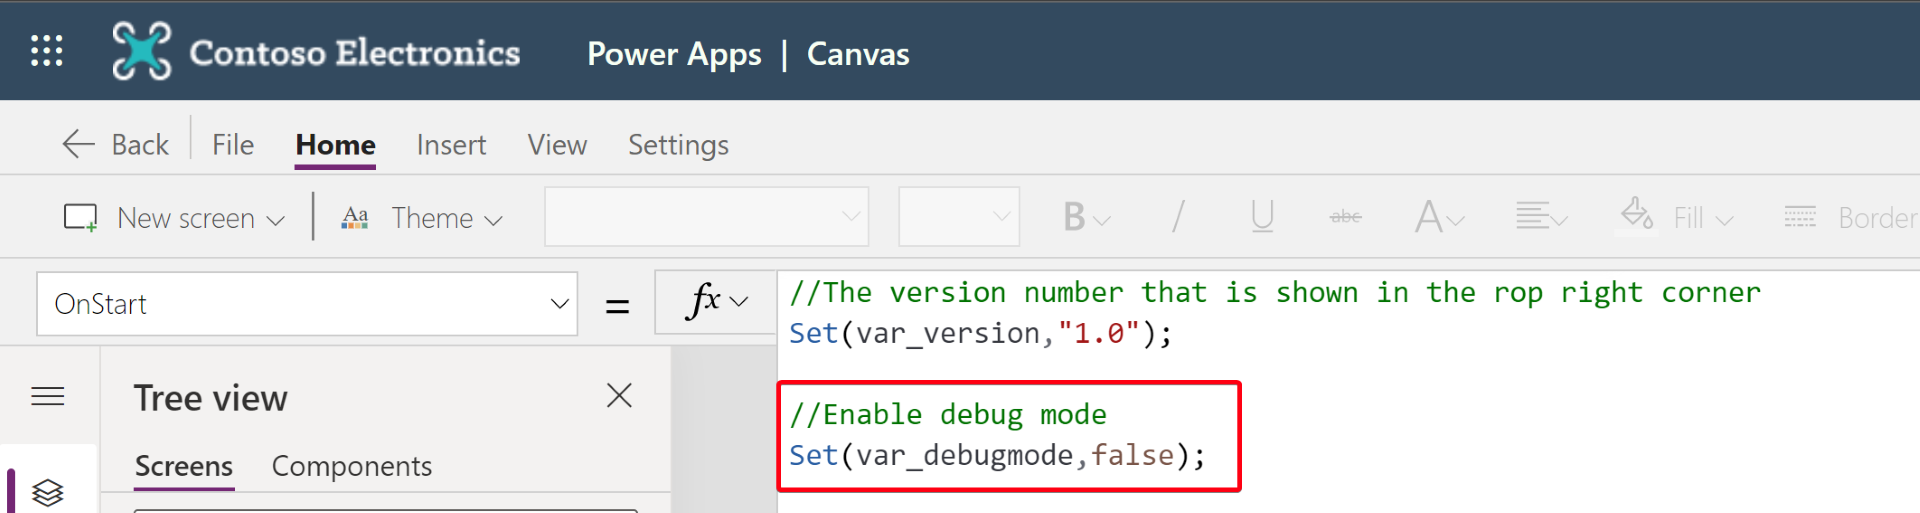 Contoso Electronics Power Apps | Canvas
Back File Home Insert View Settings
New screen Aa Theme B / U abc A Fill Border
OnStart = fx //The version number that is shown in the rop right corner
Set(var_version,"1.0");
Tree view
//Enable debug mode
Set(var_debugmode,false);
Screens Components